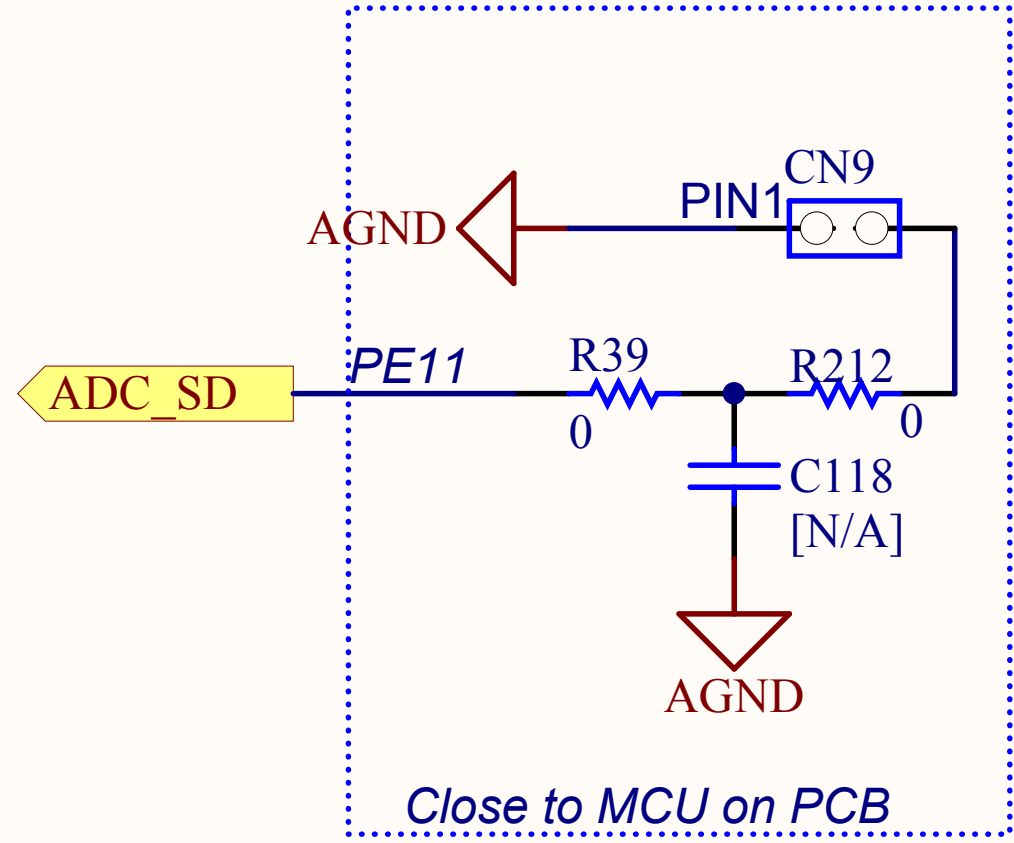 CN9
PIN1
AGND
PE11
R39
R212
ADC_SD
0
0
C118
[N/A]
AGND
Close to MCU on PCB